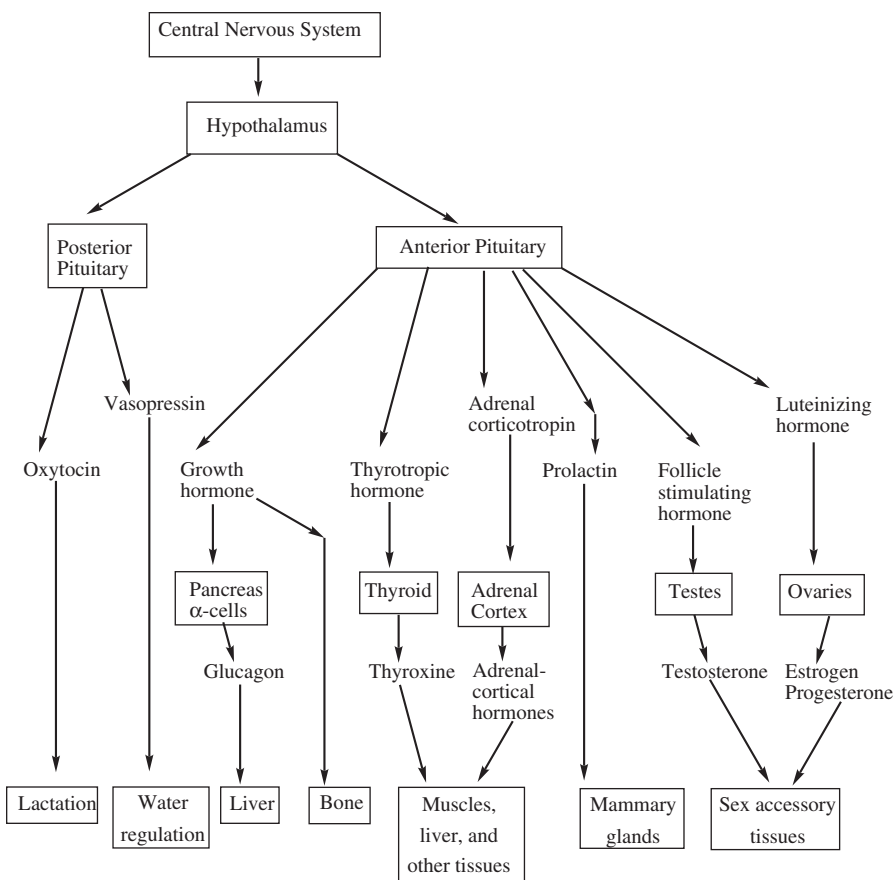 Central Nervous System
Hypothalamus
Posterior
Pituitary
Anterior Pituitary
Vasopressin
Adrenal
corticotropin
Luteinizing
hormone
Oxytocin
Growth
hormone
Thyrotropic
hormone
Prolactin
Follicle
stimulating
hormone
Pancreas
α-cells
Thyroid
Adrenal
Cortex
Testes
Ovaries
Glucagon
Thyroxine
Adrenal-
cortical
hormones
Testosterone
Estrogen
Progesterone
Lactation
Water
regulation
Liver
Bone
Muscles,
liver, and
other tissues
Mammary
glands
Sex accessory
tissues